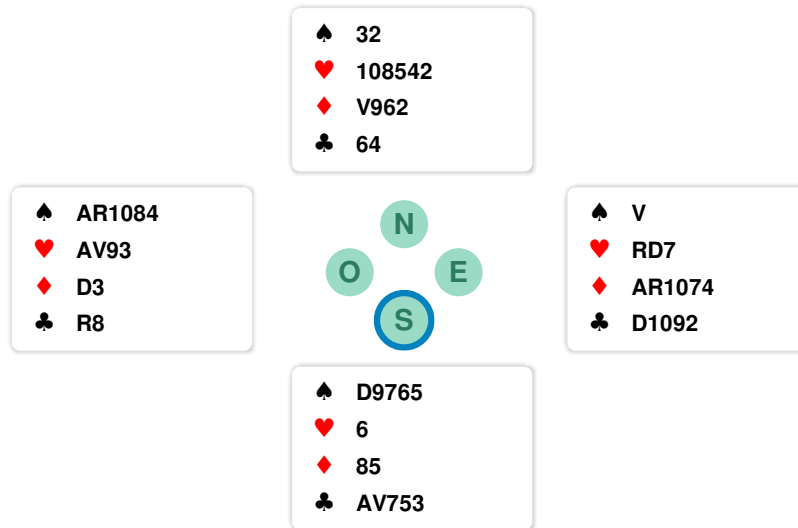 ♠ 32
♥ 108542
♦ V962
♣ 64
♠ AR1084
♥ AV93
♦ D3
♣ R8
N
O E
S
♠ V
♥ RD7
♦ AR1074
♣ D1092
♠ D9765
♥ 6
♦ 85
♣ AV753